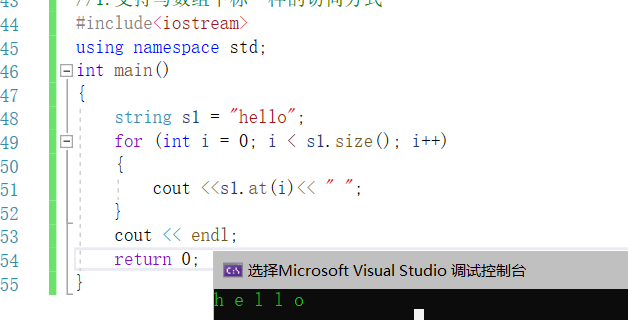 43 //1.支持与数组下标一样的访问方式
44 #include<iostream>
45 using namespace std;
46 int main()
47 {
48 string s1 = "hello";
49 for (int i = 0; i < s1.size(); i++)
50 {
51 cout <<s1.at(i)<< " ";
52 }
53 cout << endl;
54 return 0;
55 }
C:\ 选择Microsoft Visual Studio 调试控制台
h e l l o